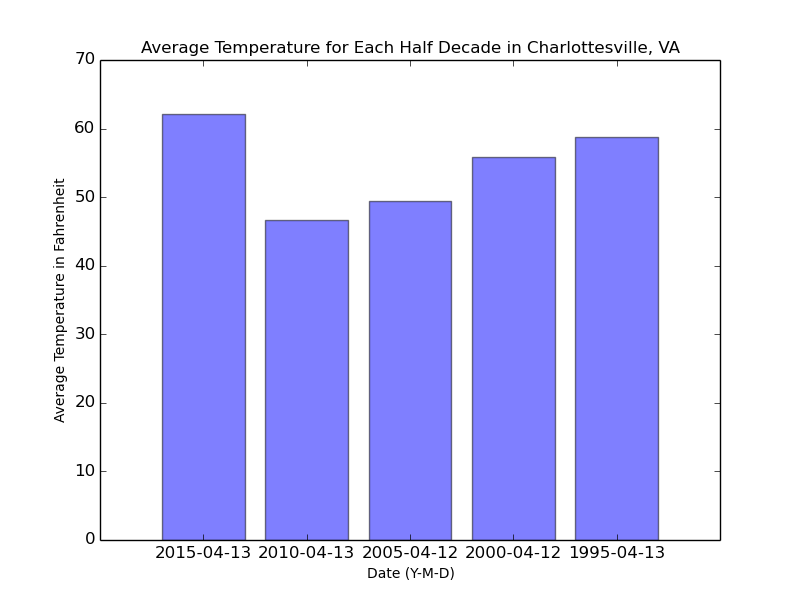 Average Temperature for Each Half Decade in Charlottesville, VA
70
60
50
40
30
20
10
0
Average Temperature in Fahrenheit
2015-04-13 2010-04-13 2005-04-12 2000-04-12 1995-04-13
Date (Y-M-D)